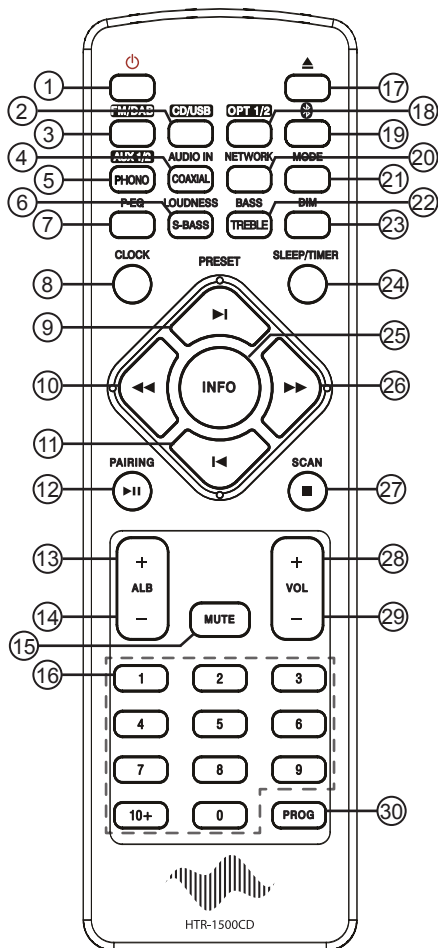 1 17
2 FM/DAB CD/USB OPT 1/2 18
3 19
4 AUX 1/2 AUDIO IN NETWORK MODE 20
5 PHONO COAXIAL 21
6 P-EQ LOUDNESS BASS DIM 22
7 S-BASS TREBLE 23
CLOCK PRESET SLEEP/TIMER
8 24
9 25
10 INFO 26
11
PAIRING SCAN
12 27
13 + + 28
ALB VOL
14 − − 29
15 MUTE
16 1 2 3
4 5 6
7 8 9
10+ 0 PROG 30
HTR-1500CD